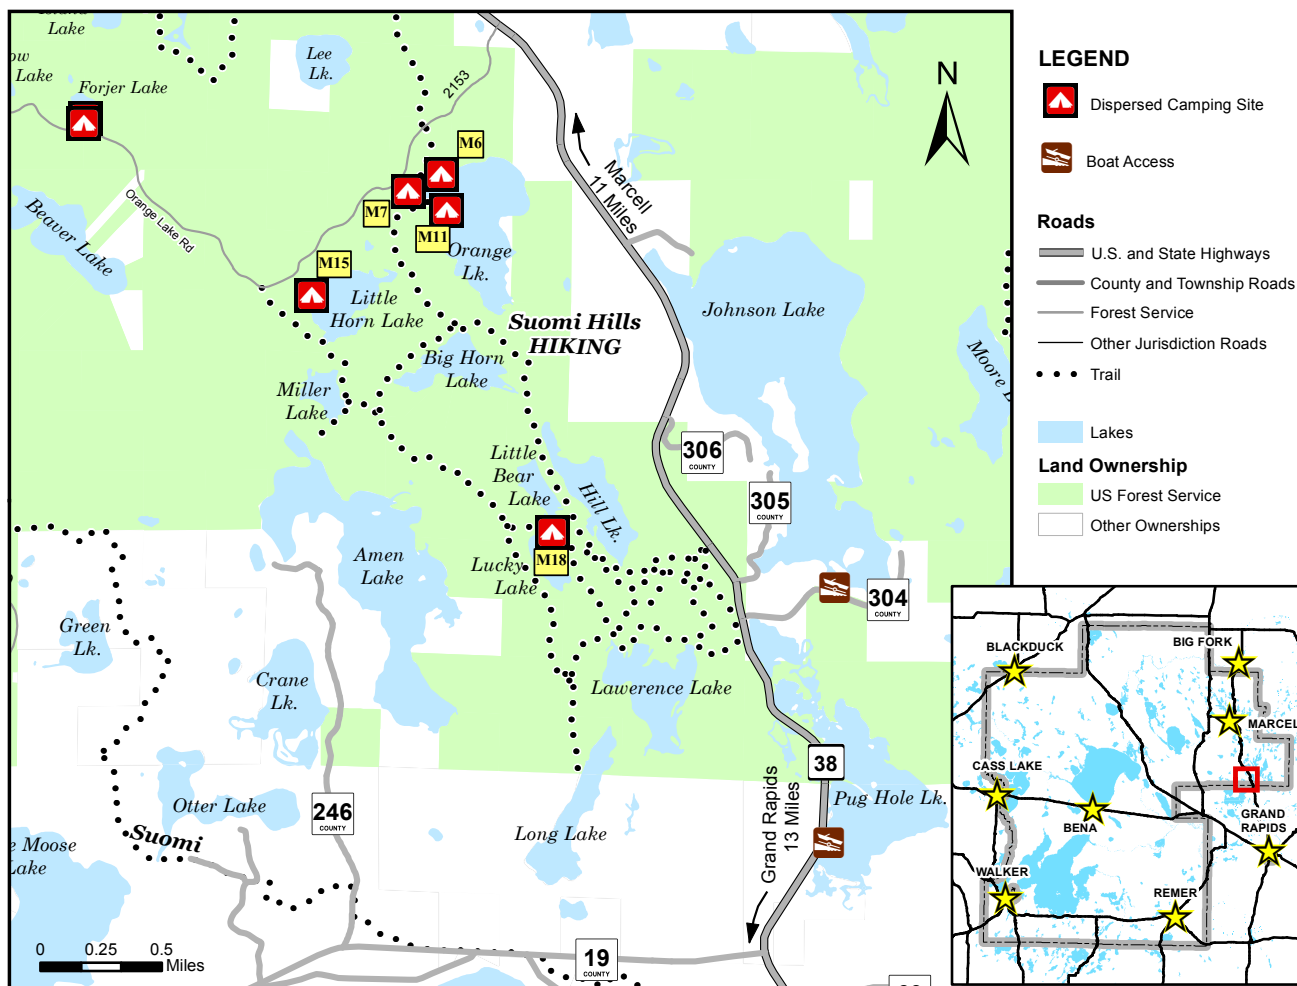 Lake
ow
Lake
Forjer Lake
Lee
Lk.
2153
M6
M7
M11
Orange
Lk.
M15
Little
Horn Lake
Beaver Lake
Orange Lake Rd
Marcell
11 Miles
Johnson Lake
Suomi Hills
HIKING
Big Horn
Lake
Miller
Lake
Moore L
306
COUNTY
305
COUNTY
304
COUNTY
Little
Bear
Lake
Hill Lk.
M18
Lucky
Lake
Amen
Lake
Green
Lk.
Crane
Lk.
Lawerence Lake
38
Pug Hole Lk.
Grand Rapids
13 Miles
Otter Lake
246
COUNTY
Long Lake
Suomi
e Moose
Lake
19
COUNTY
0 0.25 0.5
Miles
N
LEGEND
Dispersed Camping Site
Boat Access
Roads
U.S. and State Highways
County and Township Roads
Forest Service
Other Jurisdiction Roads
Trail
Lakes
Land Ownership
US Forest Service
Other Ownerships
BLACKDUCK
BIG FORK
MARCEL
CASS LAKE
BENA
GRAND
RAPIDS
WALKER
REMER